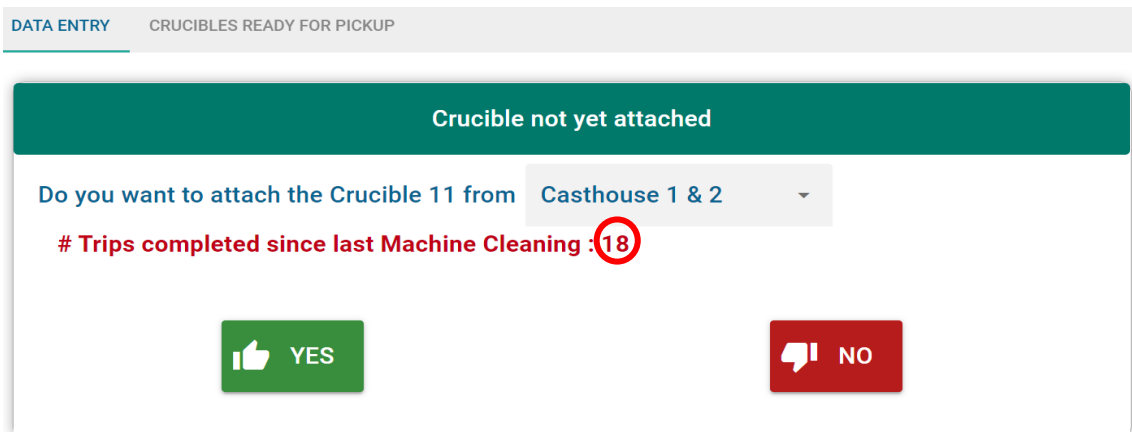 DATA ENTRY CRUCIBLES READY FOR PICKUP
Crucible not yet attached
Do you want to attach the Crucible 11 from Casthouse 1 & 2
# Trips completed since last Machine Cleaning : 18
YES NO